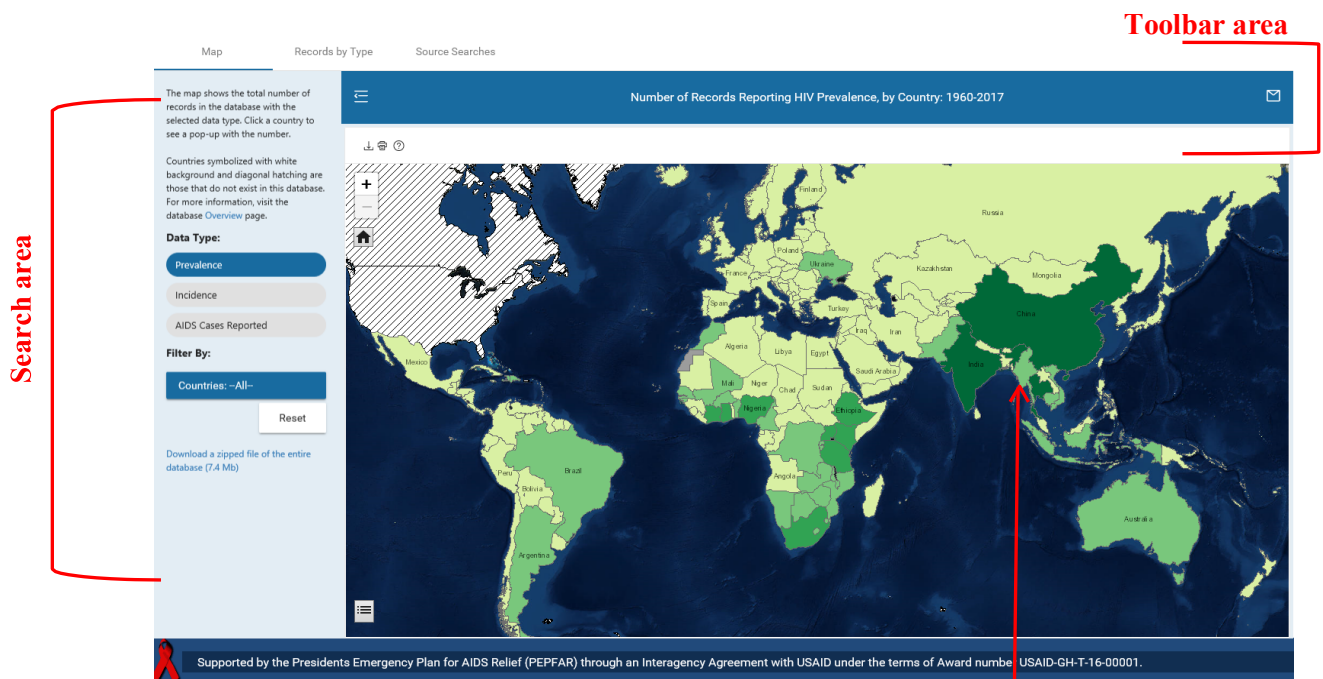 Toolbar area
Map
Records by Type
Source Searches
The map shows the total number of
records in the database with the
selected data type. Click a country to
see a pop-up with the number.
Countries symbolized with white
background and diagonal hatching are
those that do not exist in this database.
For more information, visit the
database Overview page.
Data Type:
Prevalence
Incidence
AIDS Cases Reported
Filter By:
Countries: --All--
Reset
Download a zipped file of the entire
database (7.4 Mb)
Search area
Number of Records Reporting HIV Prevalence, by Country: 1960-2017
+
Finland
Russia
Poland
Ukraine
France
Kazakhstan
Mongolia
Spain
Turkey
China
Iraq
Iran
Algeria
Libya
Egypt
Mexico
Saudi Arabia
India
Mali
Niger
Chad
Sudan
Nigeria
Ethiopia
Peru
Brazil
Bolivia
Angola
Australia
Argentina
Supported by the Presidents Emergency Plan for AIDS Relief (PEPFAR) through an Interagency Agreement with USAID under the terms of Award number USAID-GH-T-16-00001.